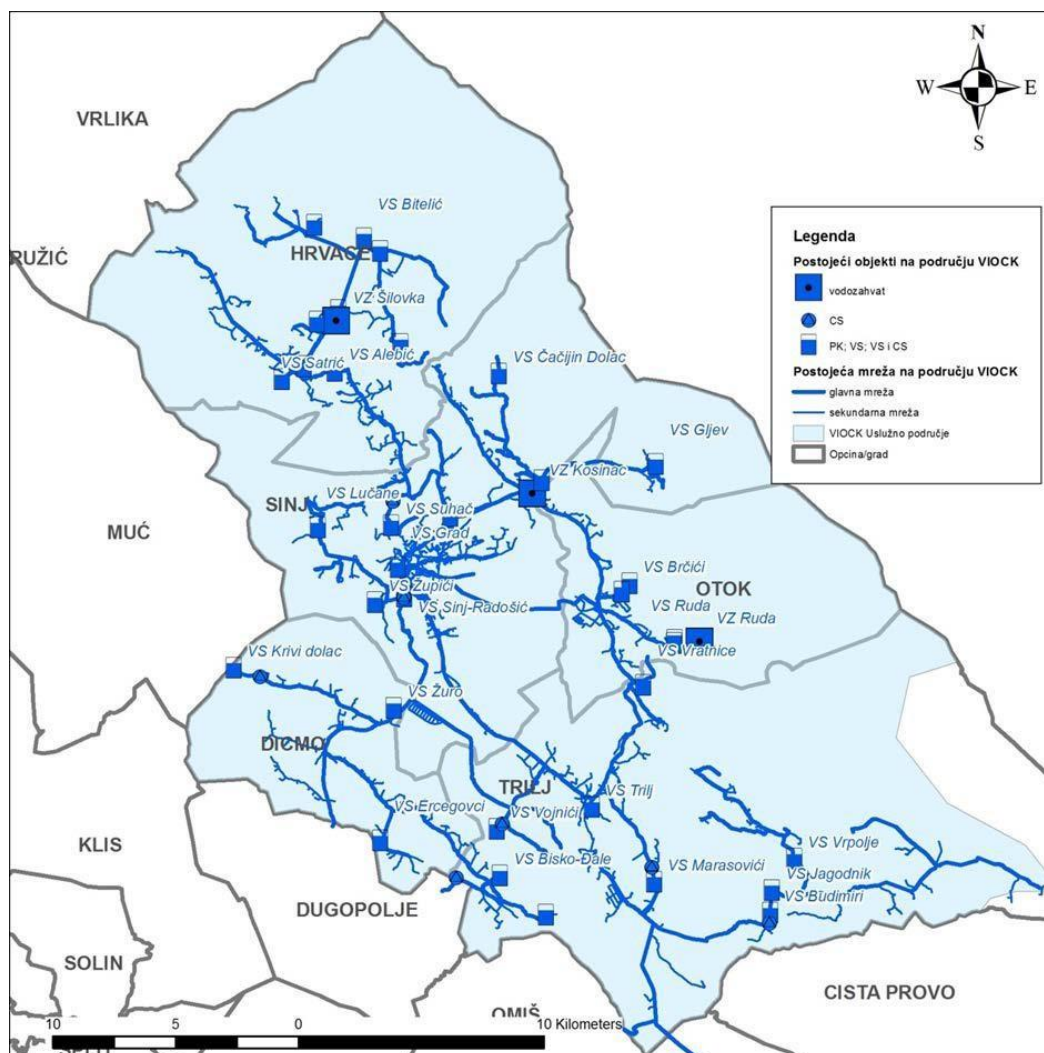 N
W
E
S
VRLIKA
RUŽIĆ
VS Bitelić
HRVACE
VZ Šilovka
VS Alebić
VS Satrić
VS Čačijin Dolac
VS Gljev
VZ Kosinac
SINJ
VS Lučane
VS Suhač
VS Grad
MUĆ
VS Brčići
OTOK
VS Župići
VS Sinj-Radošić
VS Ruda
VZ Ruda
VS Vratnice
VS Krivi dolac
VS Žuro
DICMO
TRILJ
VS Trilj
VS Ercegovci
VS Vojnići
KLIS
VS Vrpolje
VS Bisko-Đale
VS Marasovići
VS Jagodnik
VS Budimiri
DUGOPOLJE
SOLIN
CISTA PROVO
OMIŠ
Legenda
Postojeći objekti na području VIOCK
vodozahvat
CS
PK; VS; VS i CS
Postojeća mreža na području VIOCK
glavna mreža
sekundarna mreža
VIOCK Uslužno područje
Opcina/grad
10 5 0 10 Kilometers